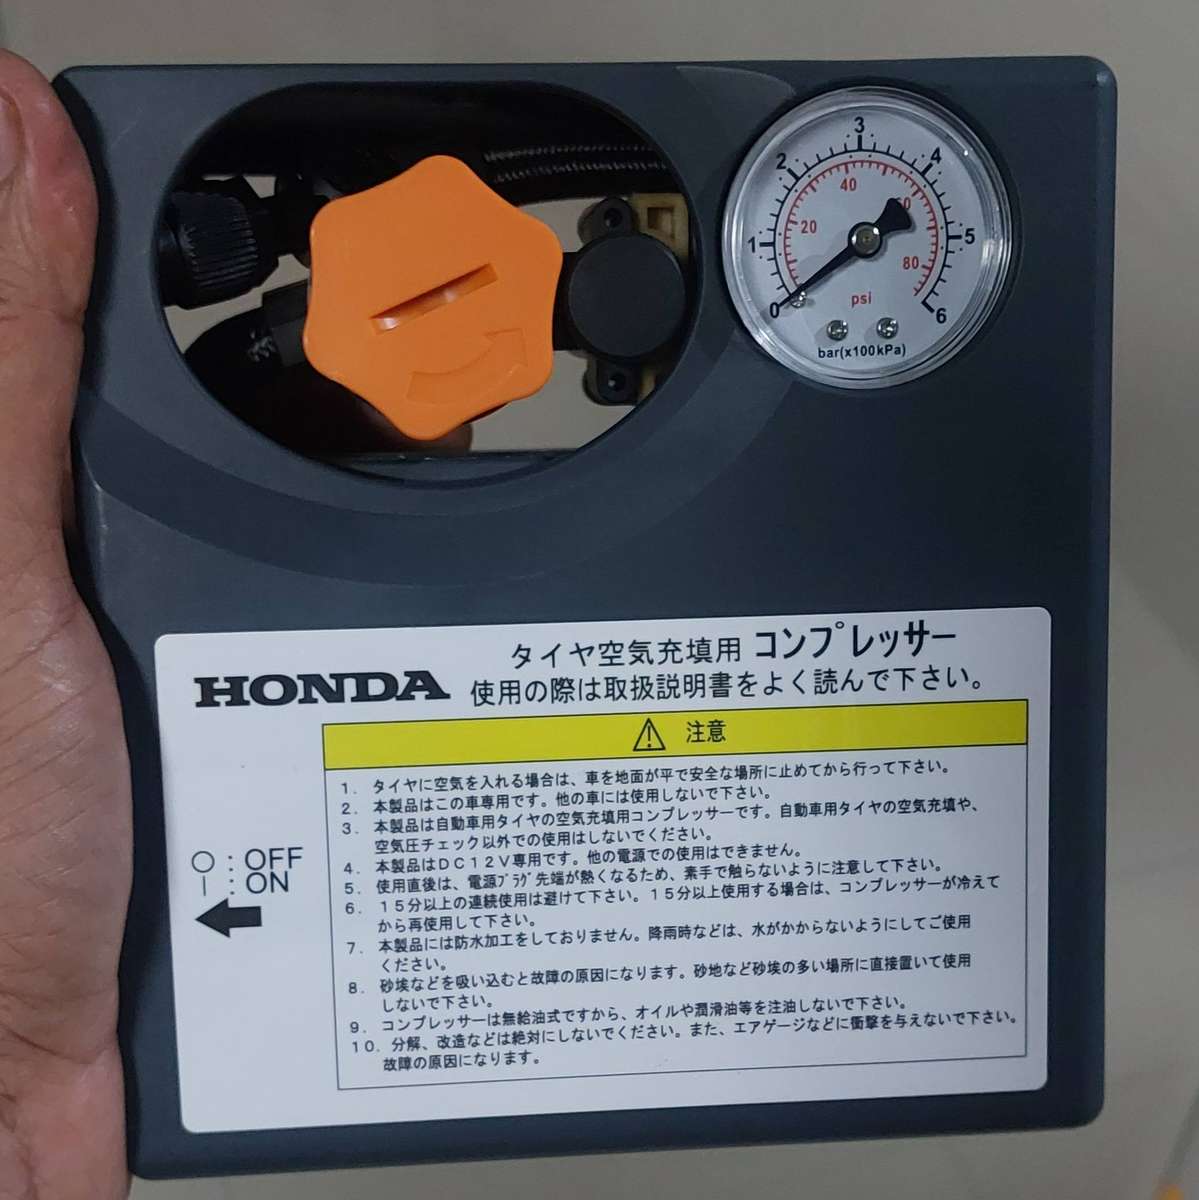 3
2
4
40
60
20
1
5
80
psi
0
6
bar(x100kPa)
HONDA
タイヤ空気充填用 コンプレッサー
使用の際は取扱説明書をよく読んで下さい。
注意
1. タイヤに空気を入れる場合は、車を地面が平で安全な場所に止めてから行って下さい。
2. 本製品はこの車専用です。他の車には使用しないで下さい。
3. 本製品は自動車用タイヤの空気充填用コンプレッサーです。自動車用タイヤの空気充填や、
空気圧チェック以外での使用はしないでください。
4. 本製品はDC12V専用です。他の電源での使用はできません。
5. 使用直後は、電源プラグ先端が熱くなるため、素手で触らないように注意して下さい。
6. 15分以上の連続使用は避けて下さい。15分以上使用する場合は、コンプレッサーが冷えて
から再使用して下さい。
7. 本製品には防水加工をしておりません。降雨時などは、水がかからないようにしてご使用
ください。
8. 砂埃などを吸い込むと故障の原因になります。砂地など砂埃の多い場所に直接置いて使用
しないで下さい。
9. コンプレッサーは無給油式ですから、オイルや潤滑油等を注油しないで下さい。
10. 分解、改造などは絶対にしないでください。また、エアゲージなどに衝撃を与えないで下さい。
故障の原因になります。
○ : OFF
| : ON